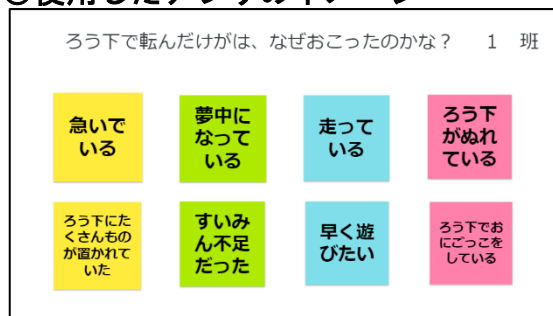 ろう下で転んだけがは、なぜおこったのかな？　1　班
急いで
いる
夢中に
なって
いる
走って
いる
ろう下
がぬれ
ている
ろう下にた
くさんもの
が置かれて
いた
すいみ
ん不足
だった
早く遊
びたい
ろう下でお
にごっこを
している